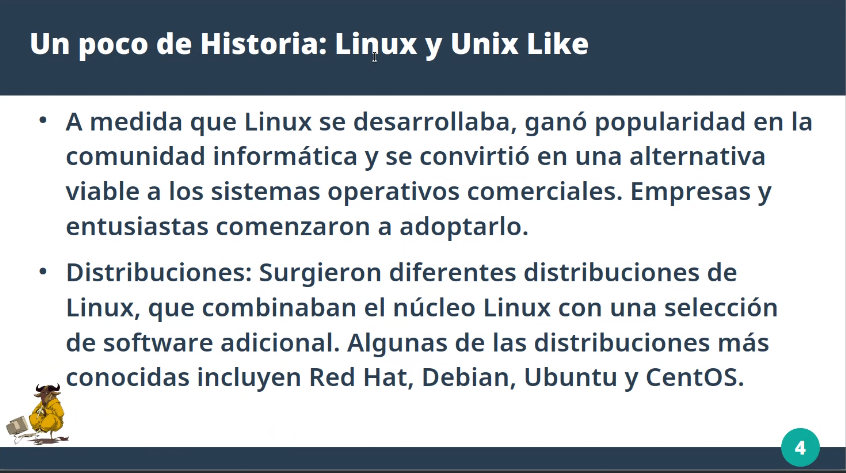 Un poco de Historia: Linux y Unix Like
• A medida que Linux se desarrollaba, ganó popularidad en la
comunidad informática y se convirtió en una alternativa
viable a los sistemas operativos comerciales. Empresas y
entusiastas comenzaron a adoptarlo.
• Distribuciones: Surgieron diferentes distribuciones de
Linux, que combinaban el núcleo Linux con una selección
de software adicional. Algunas de las distribuciones más
conocidas incluyen Red Hat, Debian, Ubuntu y CentOS.
4